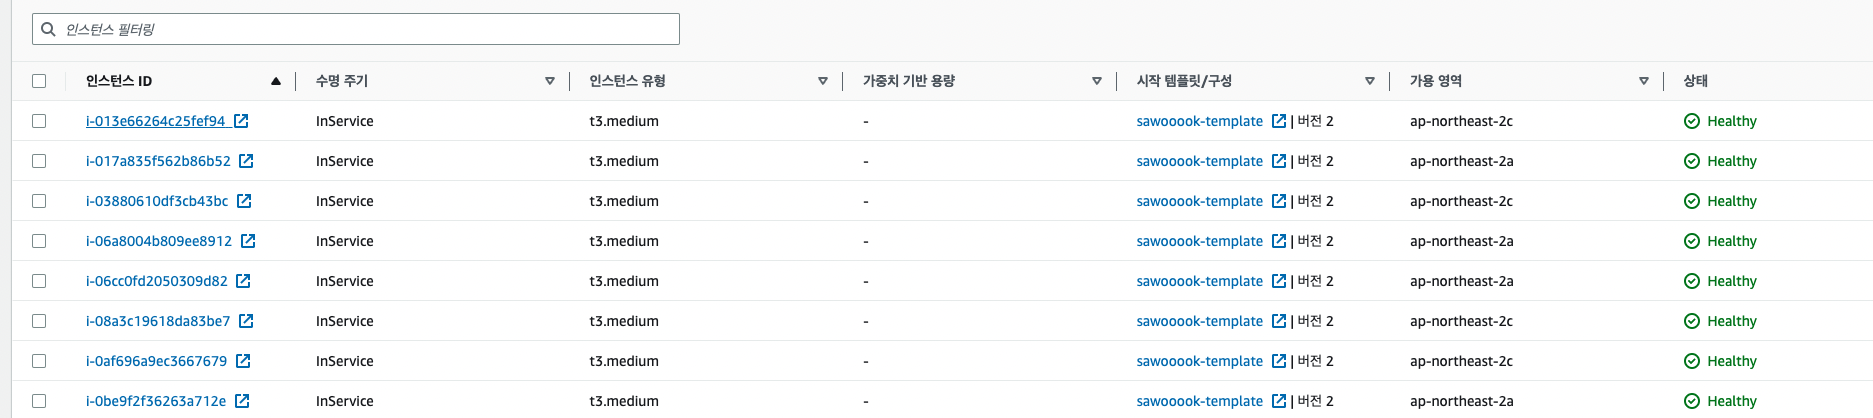 인스턴스 필터링
인스턴스 ID 수명 주기 인스턴스 유형 가중치 기반 용량 시작 템플릿/구성 가용 영역 상태
i-013e66264c25fef94 InService t3.medium - sawooook-template | 버전 2 ap-northeast-2c Healthy
i-017a835f562b86b52 InService t3.medium - sawooook-template | 버전 2 ap-northeast-2a Healthy
i-03880610df3cb43bc InService t3.medium - sawooook-template | 버전 2 ap-northeast-2c Healthy
i-06a8004b809ee8912 InService t3.medium - sawooook-template | 버전 2 ap-northeast-2a Healthy
i-06cc0fd2050309d82 InService t3.medium - sawooook-template | 버전 2 ap-northeast-2a Healthy
i-08a3c19618da83be7 InService t3.medium - sawooook-template | 버전 2 ap-northeast-2c Healthy
i-0af696a9ec3667679 InService t3.medium - sawooook-template | 버전 2 ap-northeast-2c Healthy
i-0be9f2f36263a712e InService t3.medium - sawooook-template | 버전 2 ap-northeast-2a Healthy